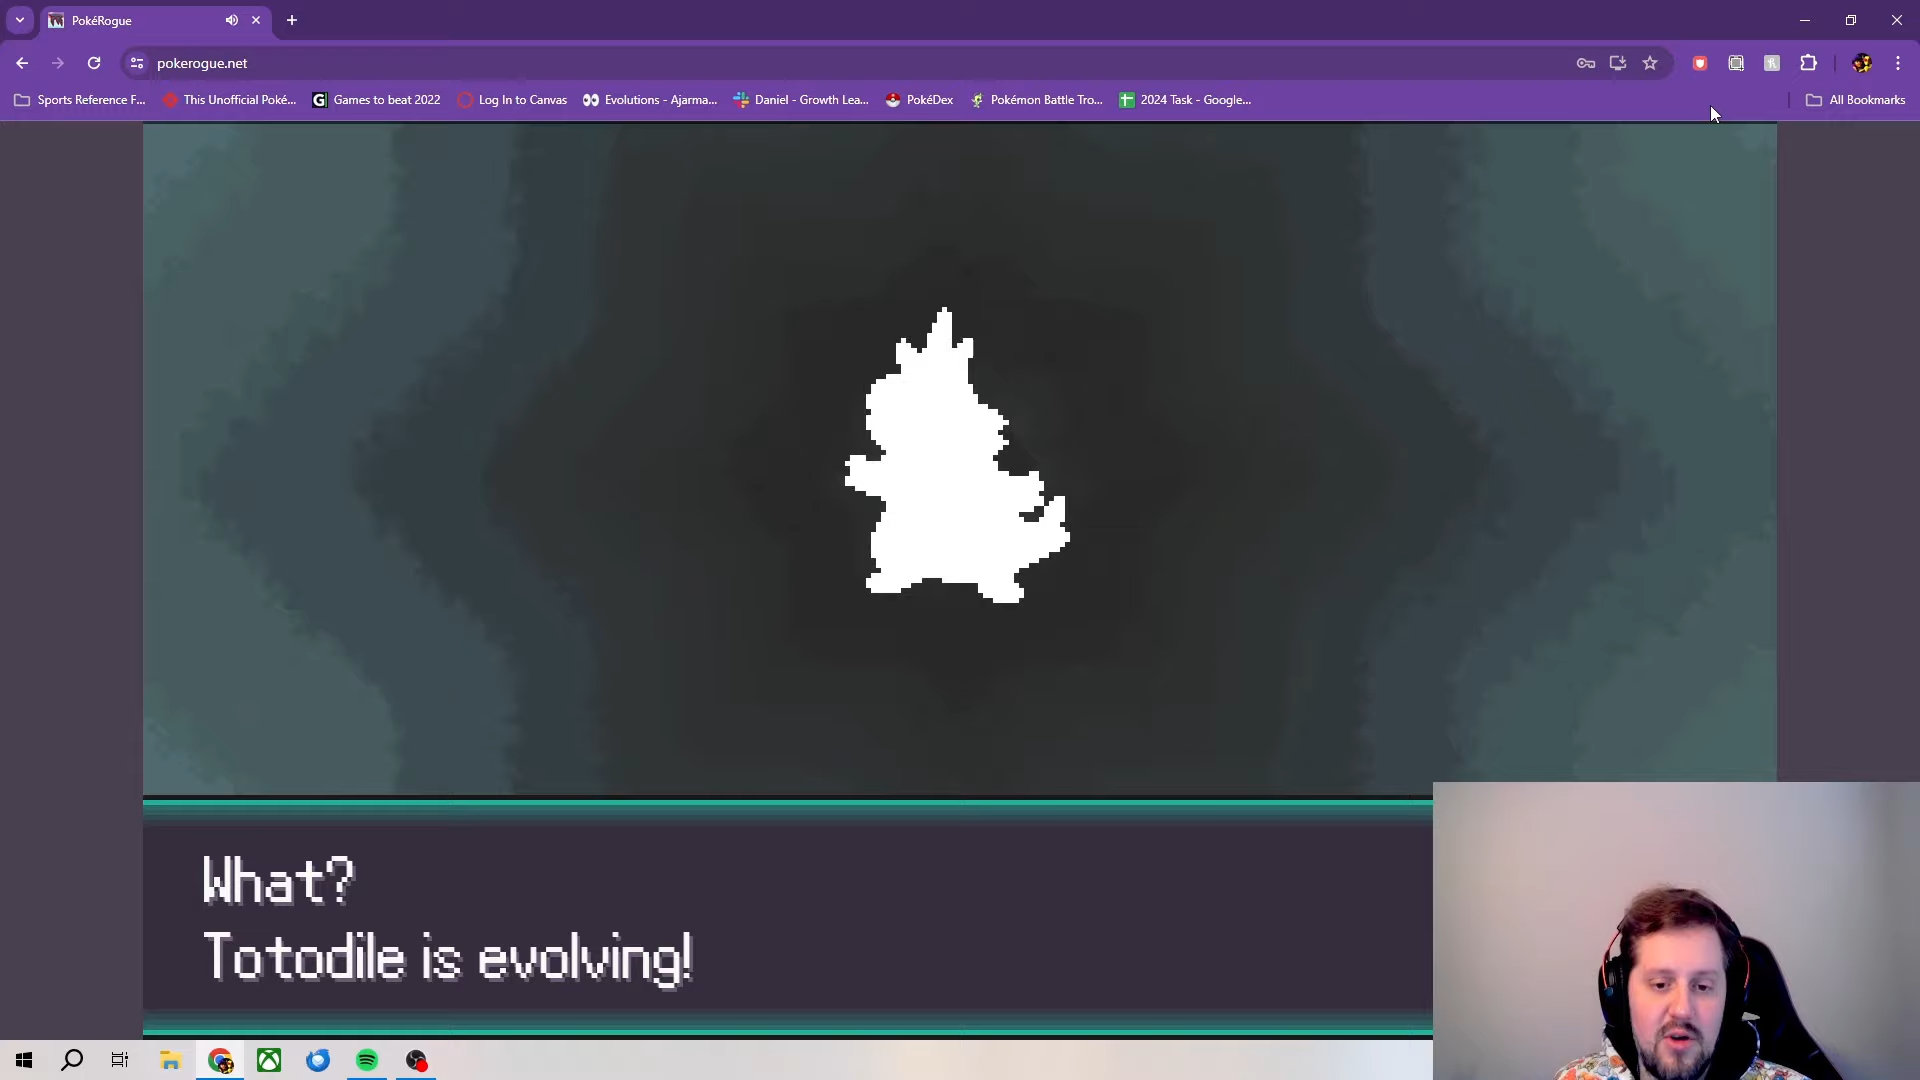 PokéRogue
pokerogue.net
Sports Reference F...
This Unofficial Poké...
Games to beat 2022
Log In to Canvas
Evolutions - Ajarma...
Daniel - Growth Lea...
PokéDex
Pokémon Battle Tro...
2024 Task - Google...
All Bookmarks
What?
Totodile is evolving!